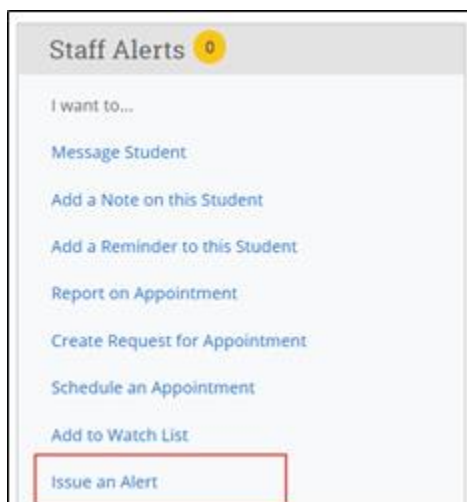 Staff Alerts 0
I want to...
Message Student
Add a Note on this Student
Add a Reminder to this Student
Report on Appointment
Create Request for Appointment
Schedule an Appointment
Add to Watch List
Issue an Alert